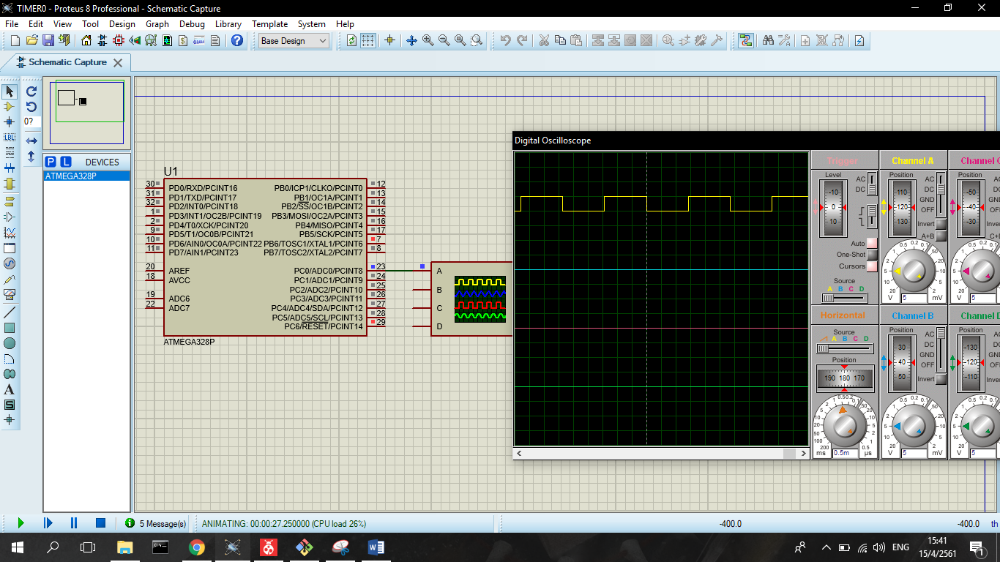 TIMER0 - Proteus 8 Professional - Schematic Capture
File Edit View Tool Design Graph Debug Library Template System Help
Base Design
Schematic Capture
0?
P L DEVICES
ATMEGA328P
LBL
A
S
U1
30 PD0/RXD/PCINT16 PB0/ICP1/CLKO/PCINT0 12
31 PD1/TXD/PCINT17 PB1/OC1A/PCINT1 13
32 PD2/INT0/PCINT18 PB2/SS/OC1B/PCINT2 14
1 PD3/INT1/OC2B/PCINT19 PB3/MOSI/OC2A/PCINT3 15
2 PD4/T0/XCK/PCINT20 PB4/MISO/PCINT4 16
9 PD5/T1/OC0B/PCINT21 PB5/SCK/PCINT5 17
10 PD6/AIN0/OC0A/PCINT22 PB6/TOSC1/XTAL1/PCINT6 7
11 PD7/AIN1/PCINT23 PB7/TOSC2/XTAL2/PCINT7 8
20 AREF PC0/ADC0/PCINT8 23
18 AVCC PC1/ADC1/PCINT9 24
PC2/ADC2/PCINT10 25
19 ADC6 PC3/ADC3/PCINT11 26
22 ADC7 PC4/ADC4/SDA/PCINT12 27
PC5/ADC5/SCL/PCINT13 28
PC6/RESET/PCINT14 29
ATMEGA328P
A
B
C
D
Digital Oscilloscope
Trigger
Level
-10
0
10
AC
DC
Auto
One-Shot
Cursors
Source
A B C D
Channel A
Position
110
120
130
AC
DC
GND
OFF
Invert
A+B
V 5 mV
Channel C
Position
-50
-40
-30
AC
DC
GND
OFF
Invert
C+D
V 5
Horizontal
Source
A B C D
Position
190 180 170
200
ms 0.5m µs
Channel B
Position
30
40
50
AC
DC
GND
OFF
Invert
V 5 mV
Channel D
Position
-130
-120
-110
AC
DC
GND
OFF
Invert
V 5
5 Message(s)
ANIMATING: 00:00:27.250000 (CPU load 26%)
-400.0
-400.0 th
ENG
15:41
15/4/2561
1